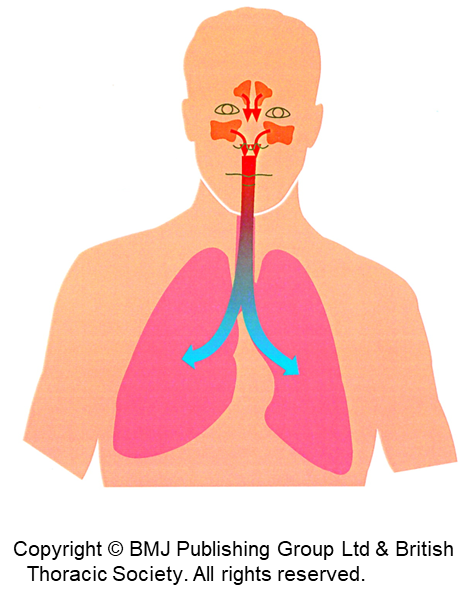 Copyright © BMJ Publishing Group Ltd & British
Thoracic Society. All rights reserved.